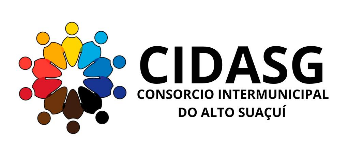 CIDASG
CONSORCIO INTERMUNICIPAL
DO ALTO SUAÇUÍ